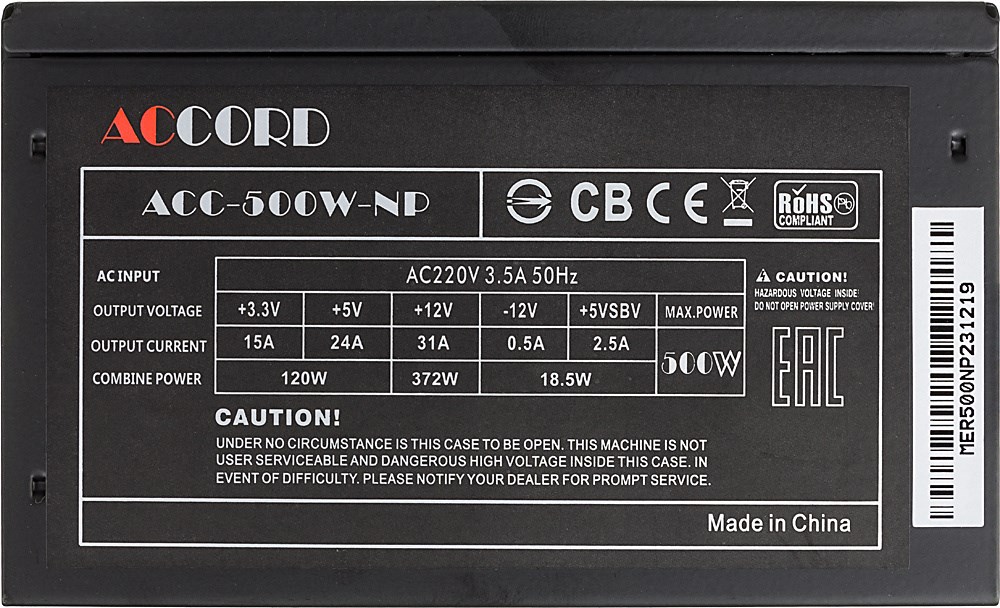 ACCORD
ACC-500W-NP
CB CE
RoHS Pb
COMPLIANT
AC INPUT AC220V 3.5A 50Hz
OUTPUT VOLTAGE +3.3V +5V +12V -12V +5VSBV MAX.POWER
OUTPUT CURRENT 15A 24A 31A 0.5A 2.5A 500W
COMBINE POWER 120W 372W 18.5W
CAUTION!
HAZARDOUS VOLTAGE INSIDE!
DO NOT OPEN POWER SUPPLY COVER!
EAC
CAUTION!
UNDER NO CIRCUMSTANCE IS THIS CASE TO BE OPEN. THIS MACHINE IS NOT
USER SERVICEABLE AND DANGEROUS HIGH VOLTAGE INSIDE THIS CASE. IN
EVENT OF DIFFICULTY. PLEASE NOTIFY YOUR DEALER FOR PROMPT SERVICE.
Made in China
MER500NP231219